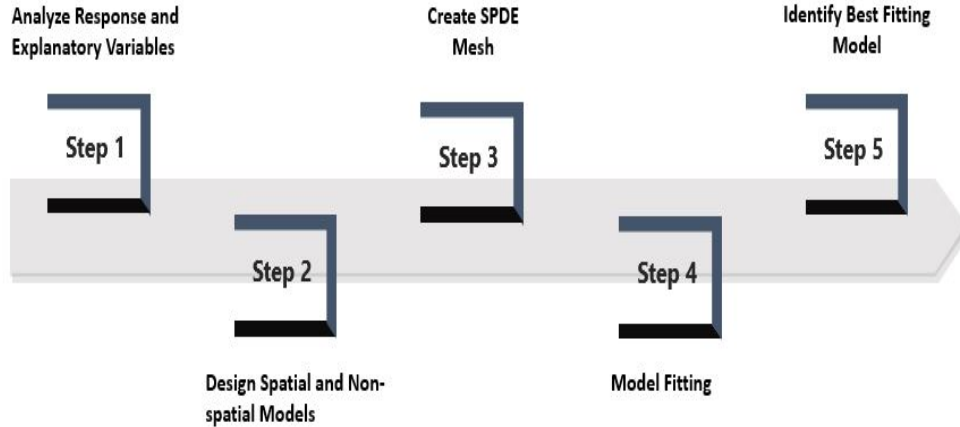 Analyze Response and
Explanatory Variables
Step 1
Step 2
Design Spatial and Non-
spatial Models
Create SPDE
Mesh
Step 3
Step 4
Model Fitting
Identify Best Fitting
Model
Step 5